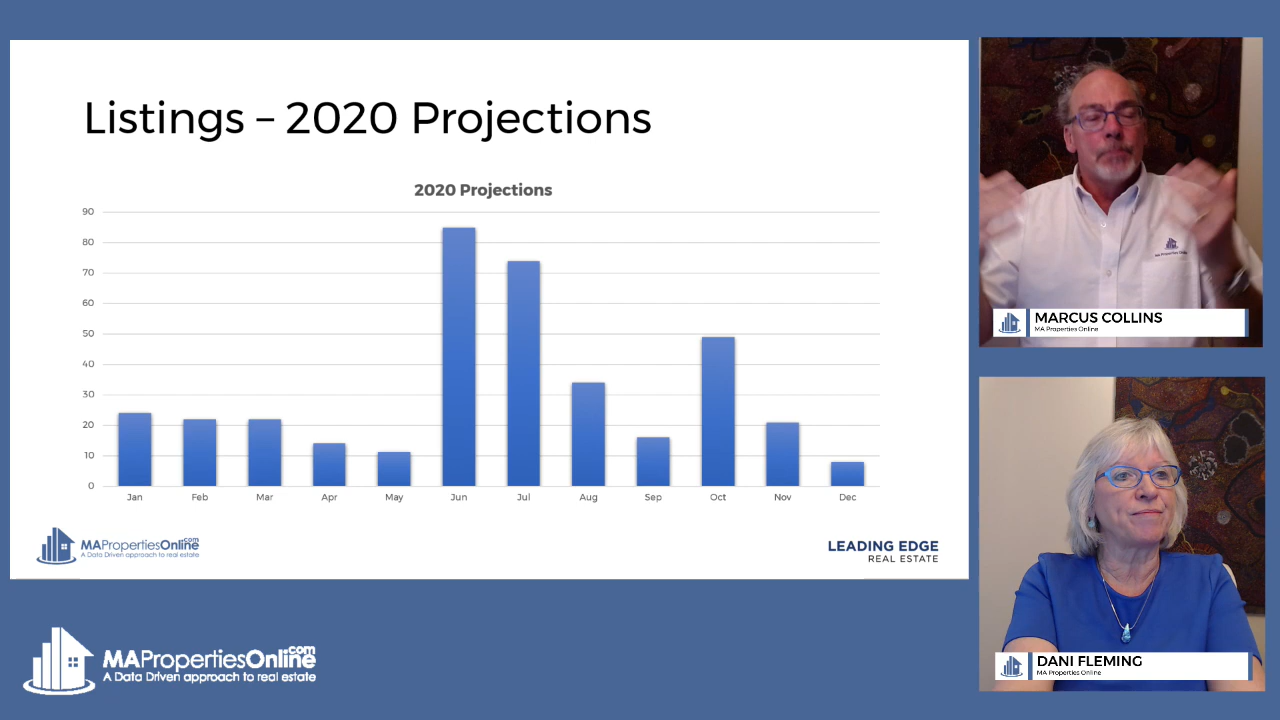 Listings – 2020 Projections
2020 Projections
90
80
70
60
50
40
30
20
10
0
Jan Feb Mar Apr May Jun Jul Aug Sep Oct Nov Dec
MAPropertiesOnline.com
A Data Driven approach to real estate
LEADING EDGE
REAL ESTATE
MAPropertiesOnline.com
A Data Driven approach to real estate
MA Properties Online
MARCUS COLLINS
MA Properties Online
DANI FLEMING
MA Properties Online